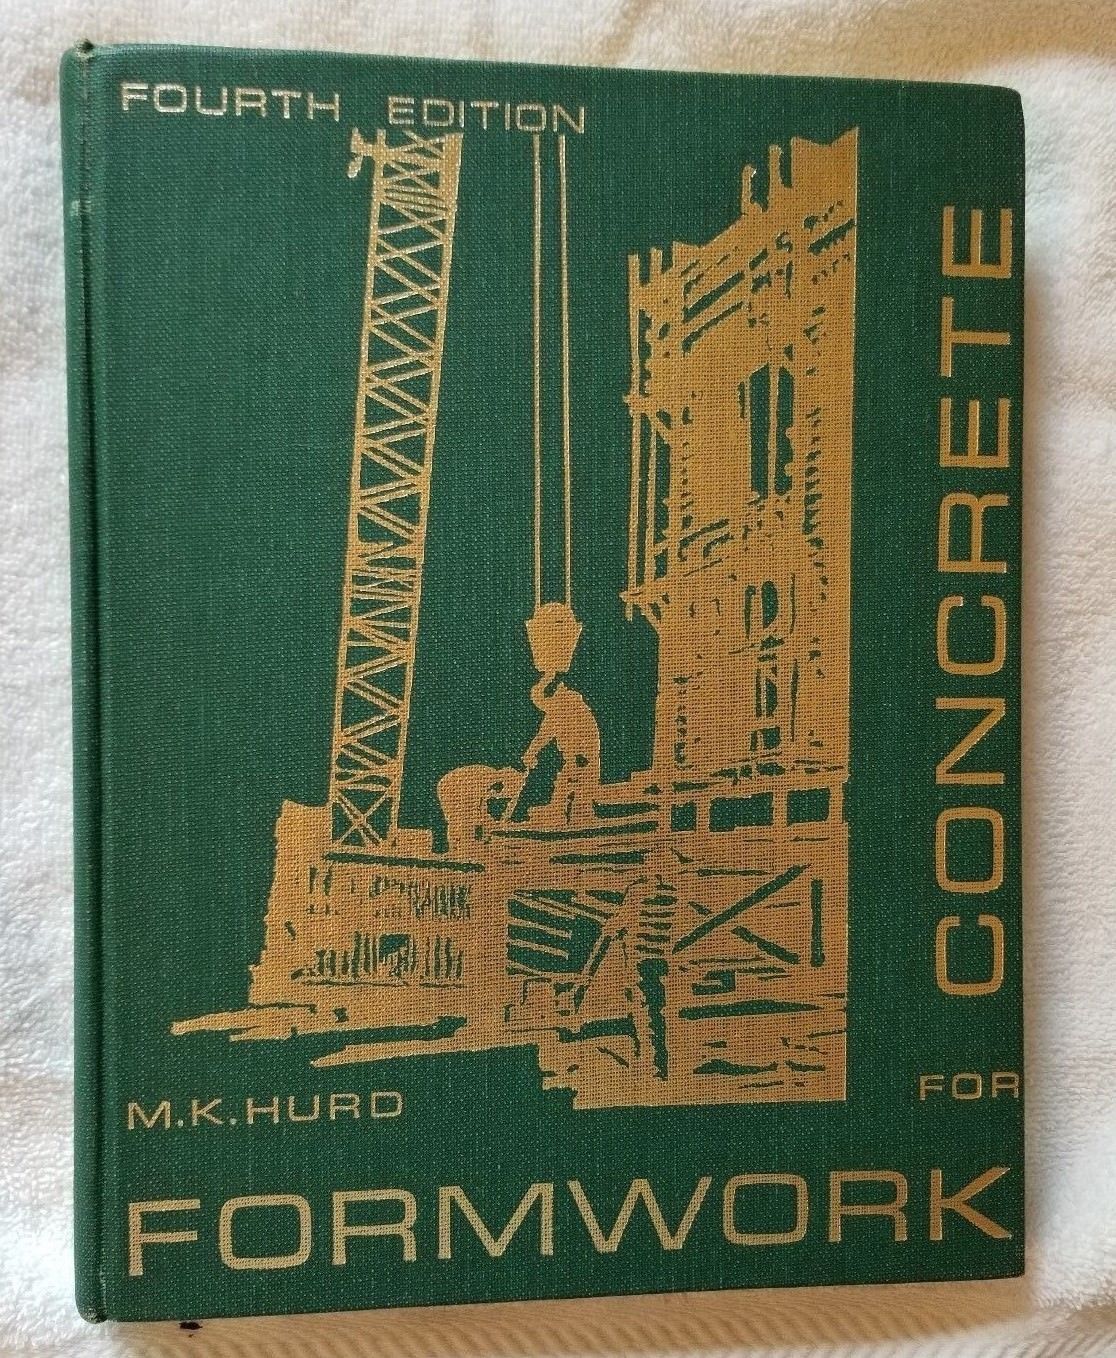 FOURTH EDITION
M.K.HURD
FORMWORK
FOR
CONCRETE